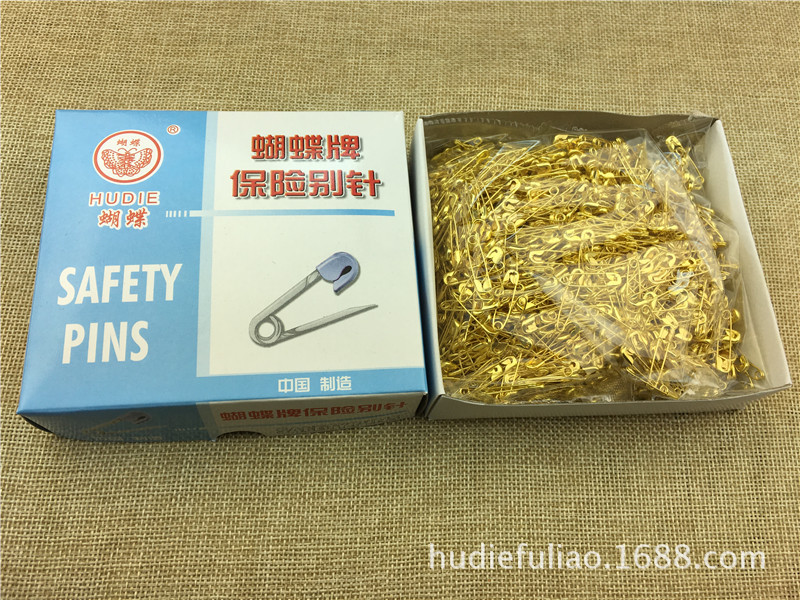 蝴蝶
®
HUDIE
蝴蝶
蝴蝶牌
保险别针
SAFETY
PINS
中国 制造
蝴蝶牌保险别针
hudiefuliao.1688.com